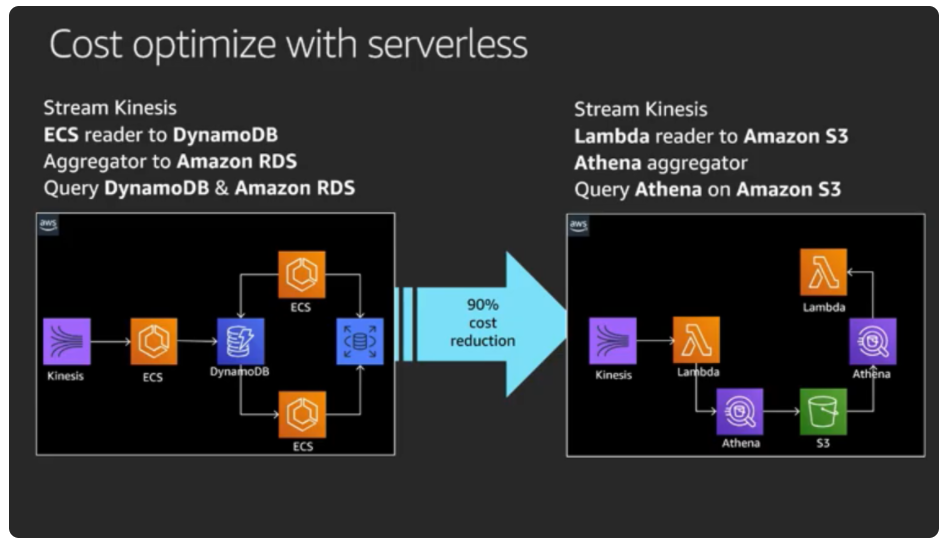 Cost optimize with serverless
Stream Kinesis
ECS reader to DynamoDB
Aggregator to Amazon RDS
Query DynamoDB & Amazon RDS
Stream Kinesis
Lambda reader to Amazon S3
Athena aggregator
Query Athena on Amazon S3
aws
ECS
Kinesis
ECS
DynamoDB
ECS
90%
cost
reduction
aws
Lambda
Kinesis
Lambda
Athena
Athena
S3